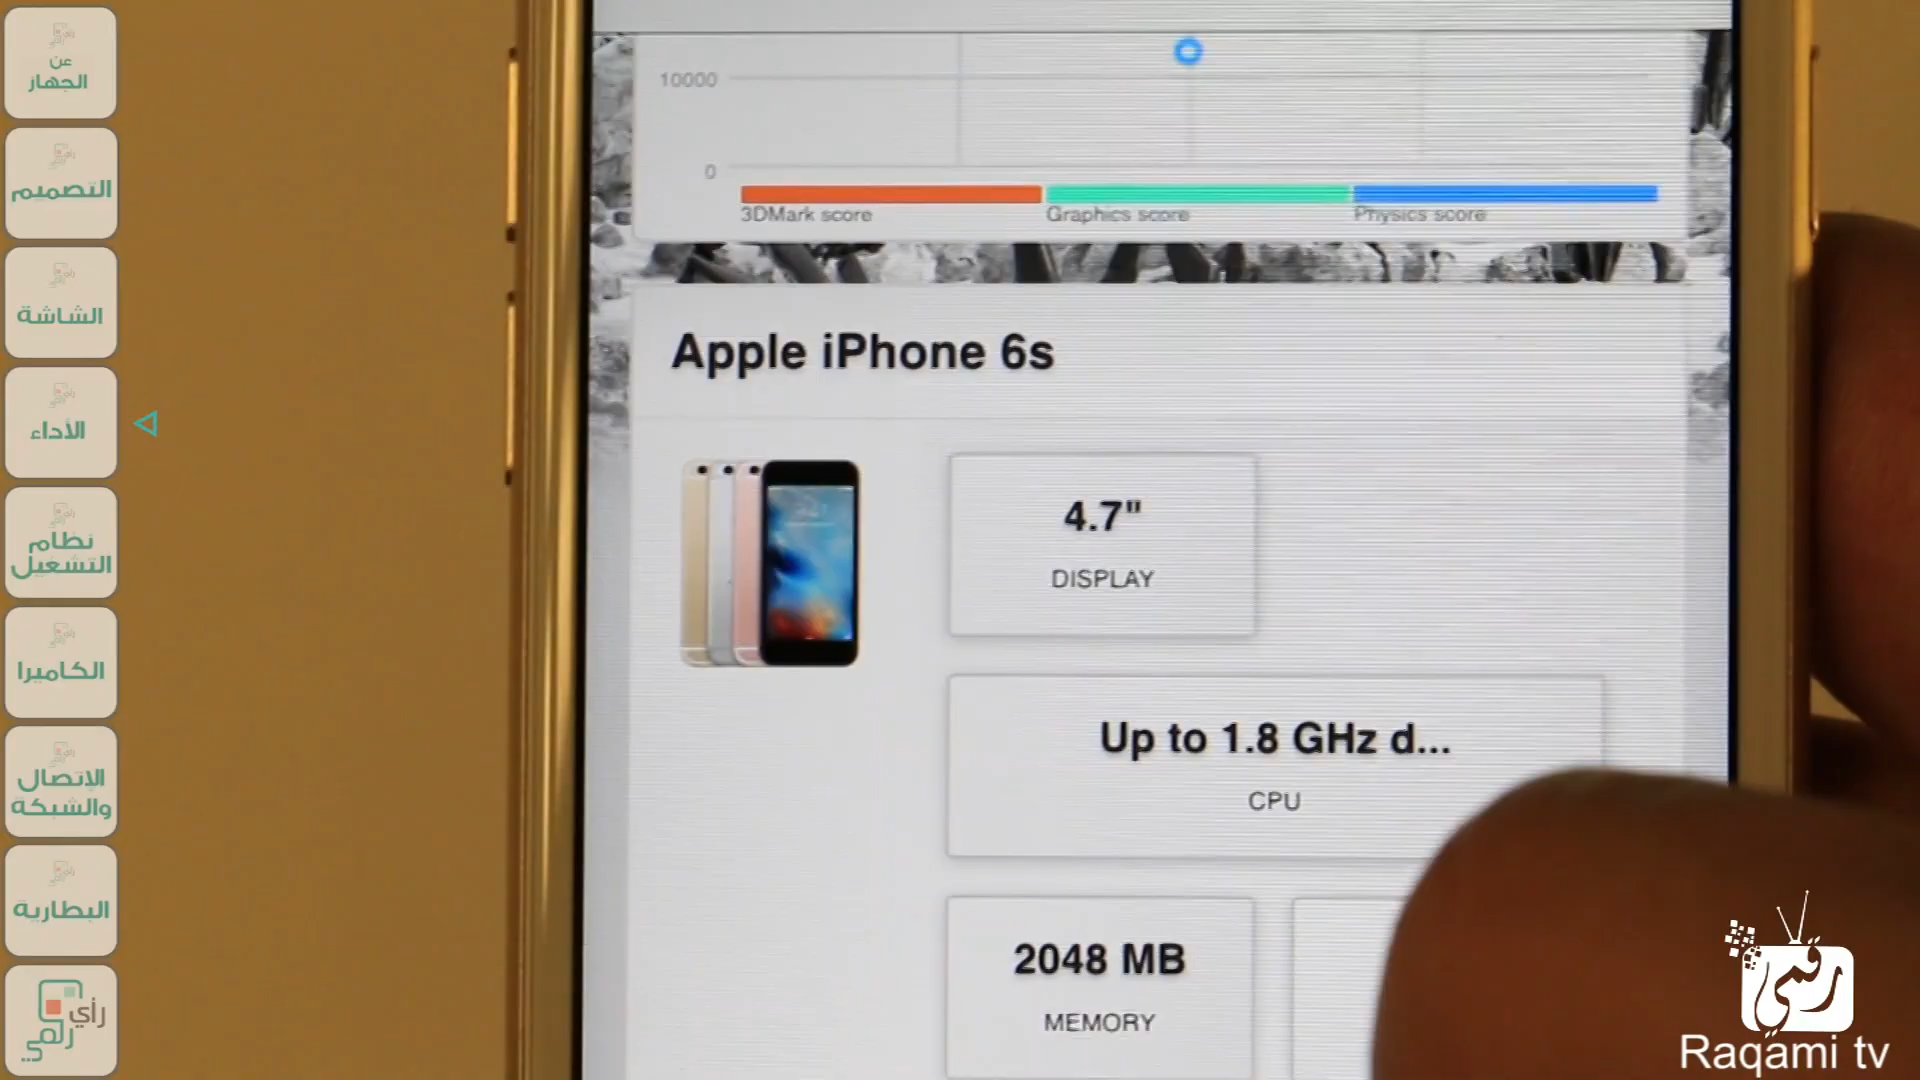 عن
الجهاز
التصميم
الشاشة
الأداء
نظام
التشغيل
الكاميرا
الإتصال
والشبكة
البطارية
رأي
رقمي
10000
0
3DMark score
Graphics score
Physics score
Apple iPhone 6s
4.7"
DISPLAY
Up to 1.8 GHz d...
CPU
2048 MB
MEMORY
رقمي
Raqami tv